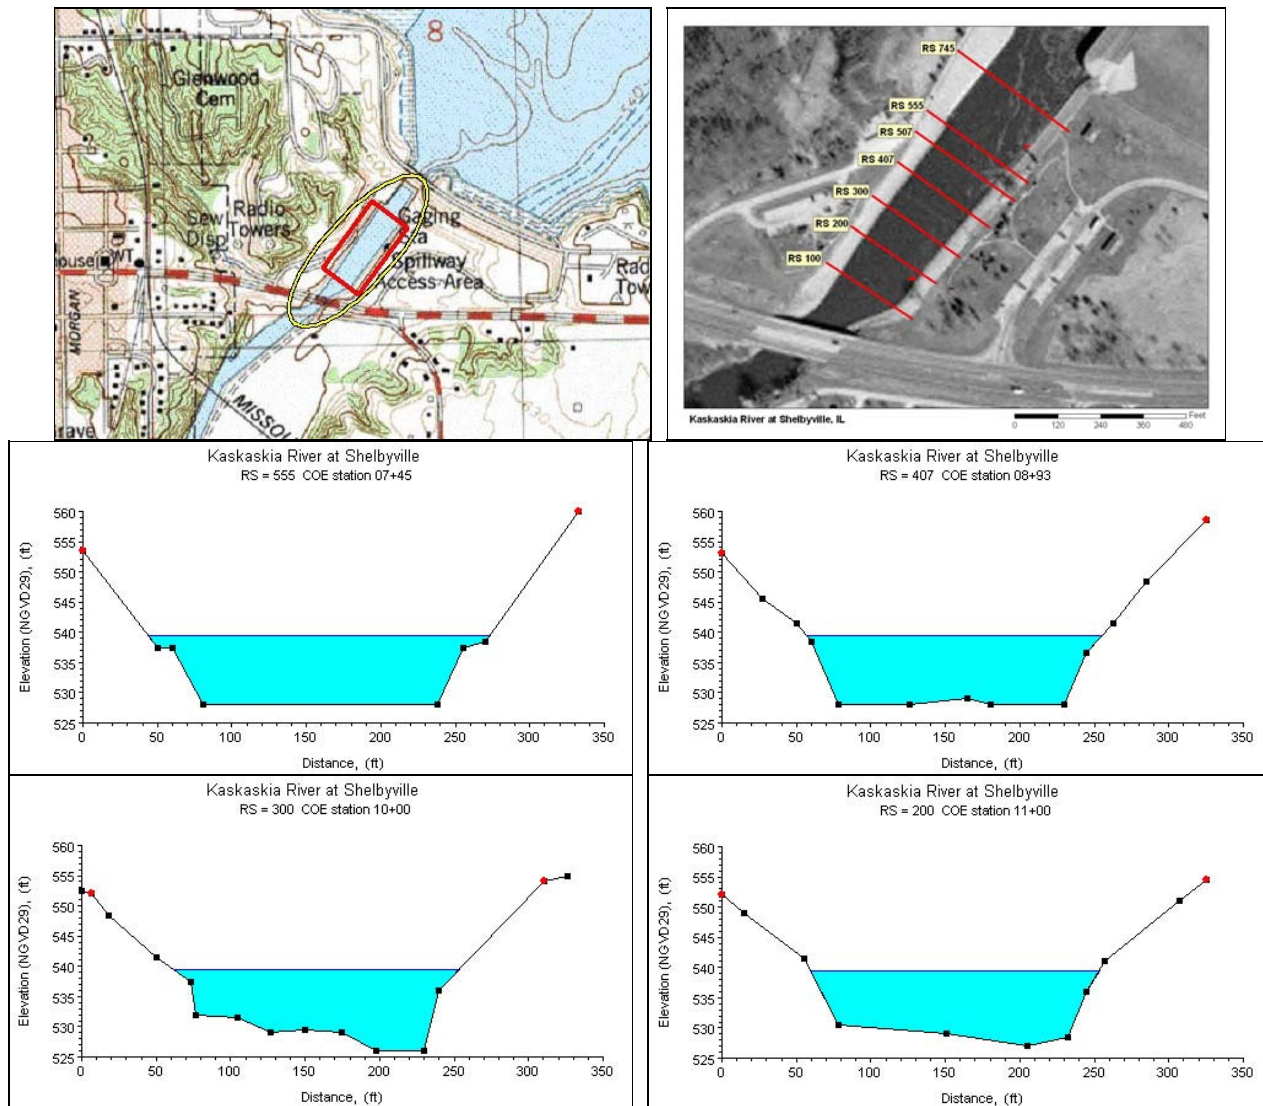 8
Glenwood
Cem
Gaging
Sta
Sew
Disp
Radio
Towers
Spillway
Access Area
Rad
Tow
house
WT
MORGAN
MISSOU
630
540
grave
RS 745
RS 555
RS 507
RS 407
RS 300
RS 200
RS 100
Kaskaskia River at Shelbyville, IL
Feet
0 120 240 360 480
Kaskaskia River at Shelbyville
RS = 555 COE station 07+45
Elevation (NGVD29), (ft)
560
555
550
545
540
535
530
525
0 50 100 150 200 250 300 350
Distance, (ft)
Kaskaskia River at Shelbyville
RS = 407 COE station 08+93
Elevation (NGVD29), (ft)
560
555
550
545
540
535
530
525
0 50 100 150 200 250 300 350
Distance, (ft)
Kaskaskia River at Shelbyville
RS = 300 COE station 10+00
Elevation (NGVD29), (ft)
560
555
550
545
540
535
530
525
0 50 100 150 200 250 300 350
Distance, (ft)
Kaskaskia River at Shelbyville
RS = 200 COE station 11+00
Elevation (NGVD29), (ft)
560
555
550
545
540
535
530
525
0 50 100 150 200 250 300 350
Distance, (ft)